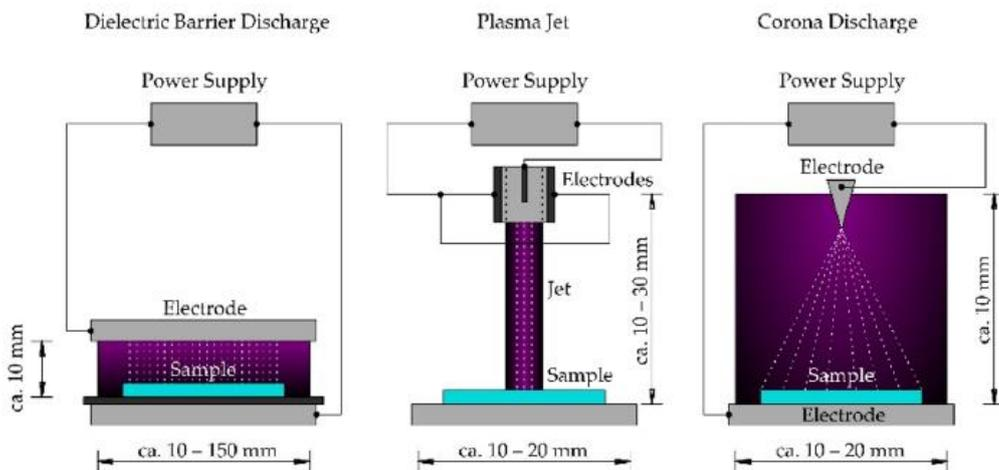 Dielectric Barrier Discharge
Power Supply
Electrode
Sample
ca. 10 mm
ca. 10 – 150 mm
Plasma Jet
Power Supply
Electrodes
Jet
Sample
ca. 10 – 30 mm
ca. 10 – 20 mm
Corona Discharge
Power Supply
Electrode
Sample
Electrode
ca. 10 mm
ca. 10 – 20 mm